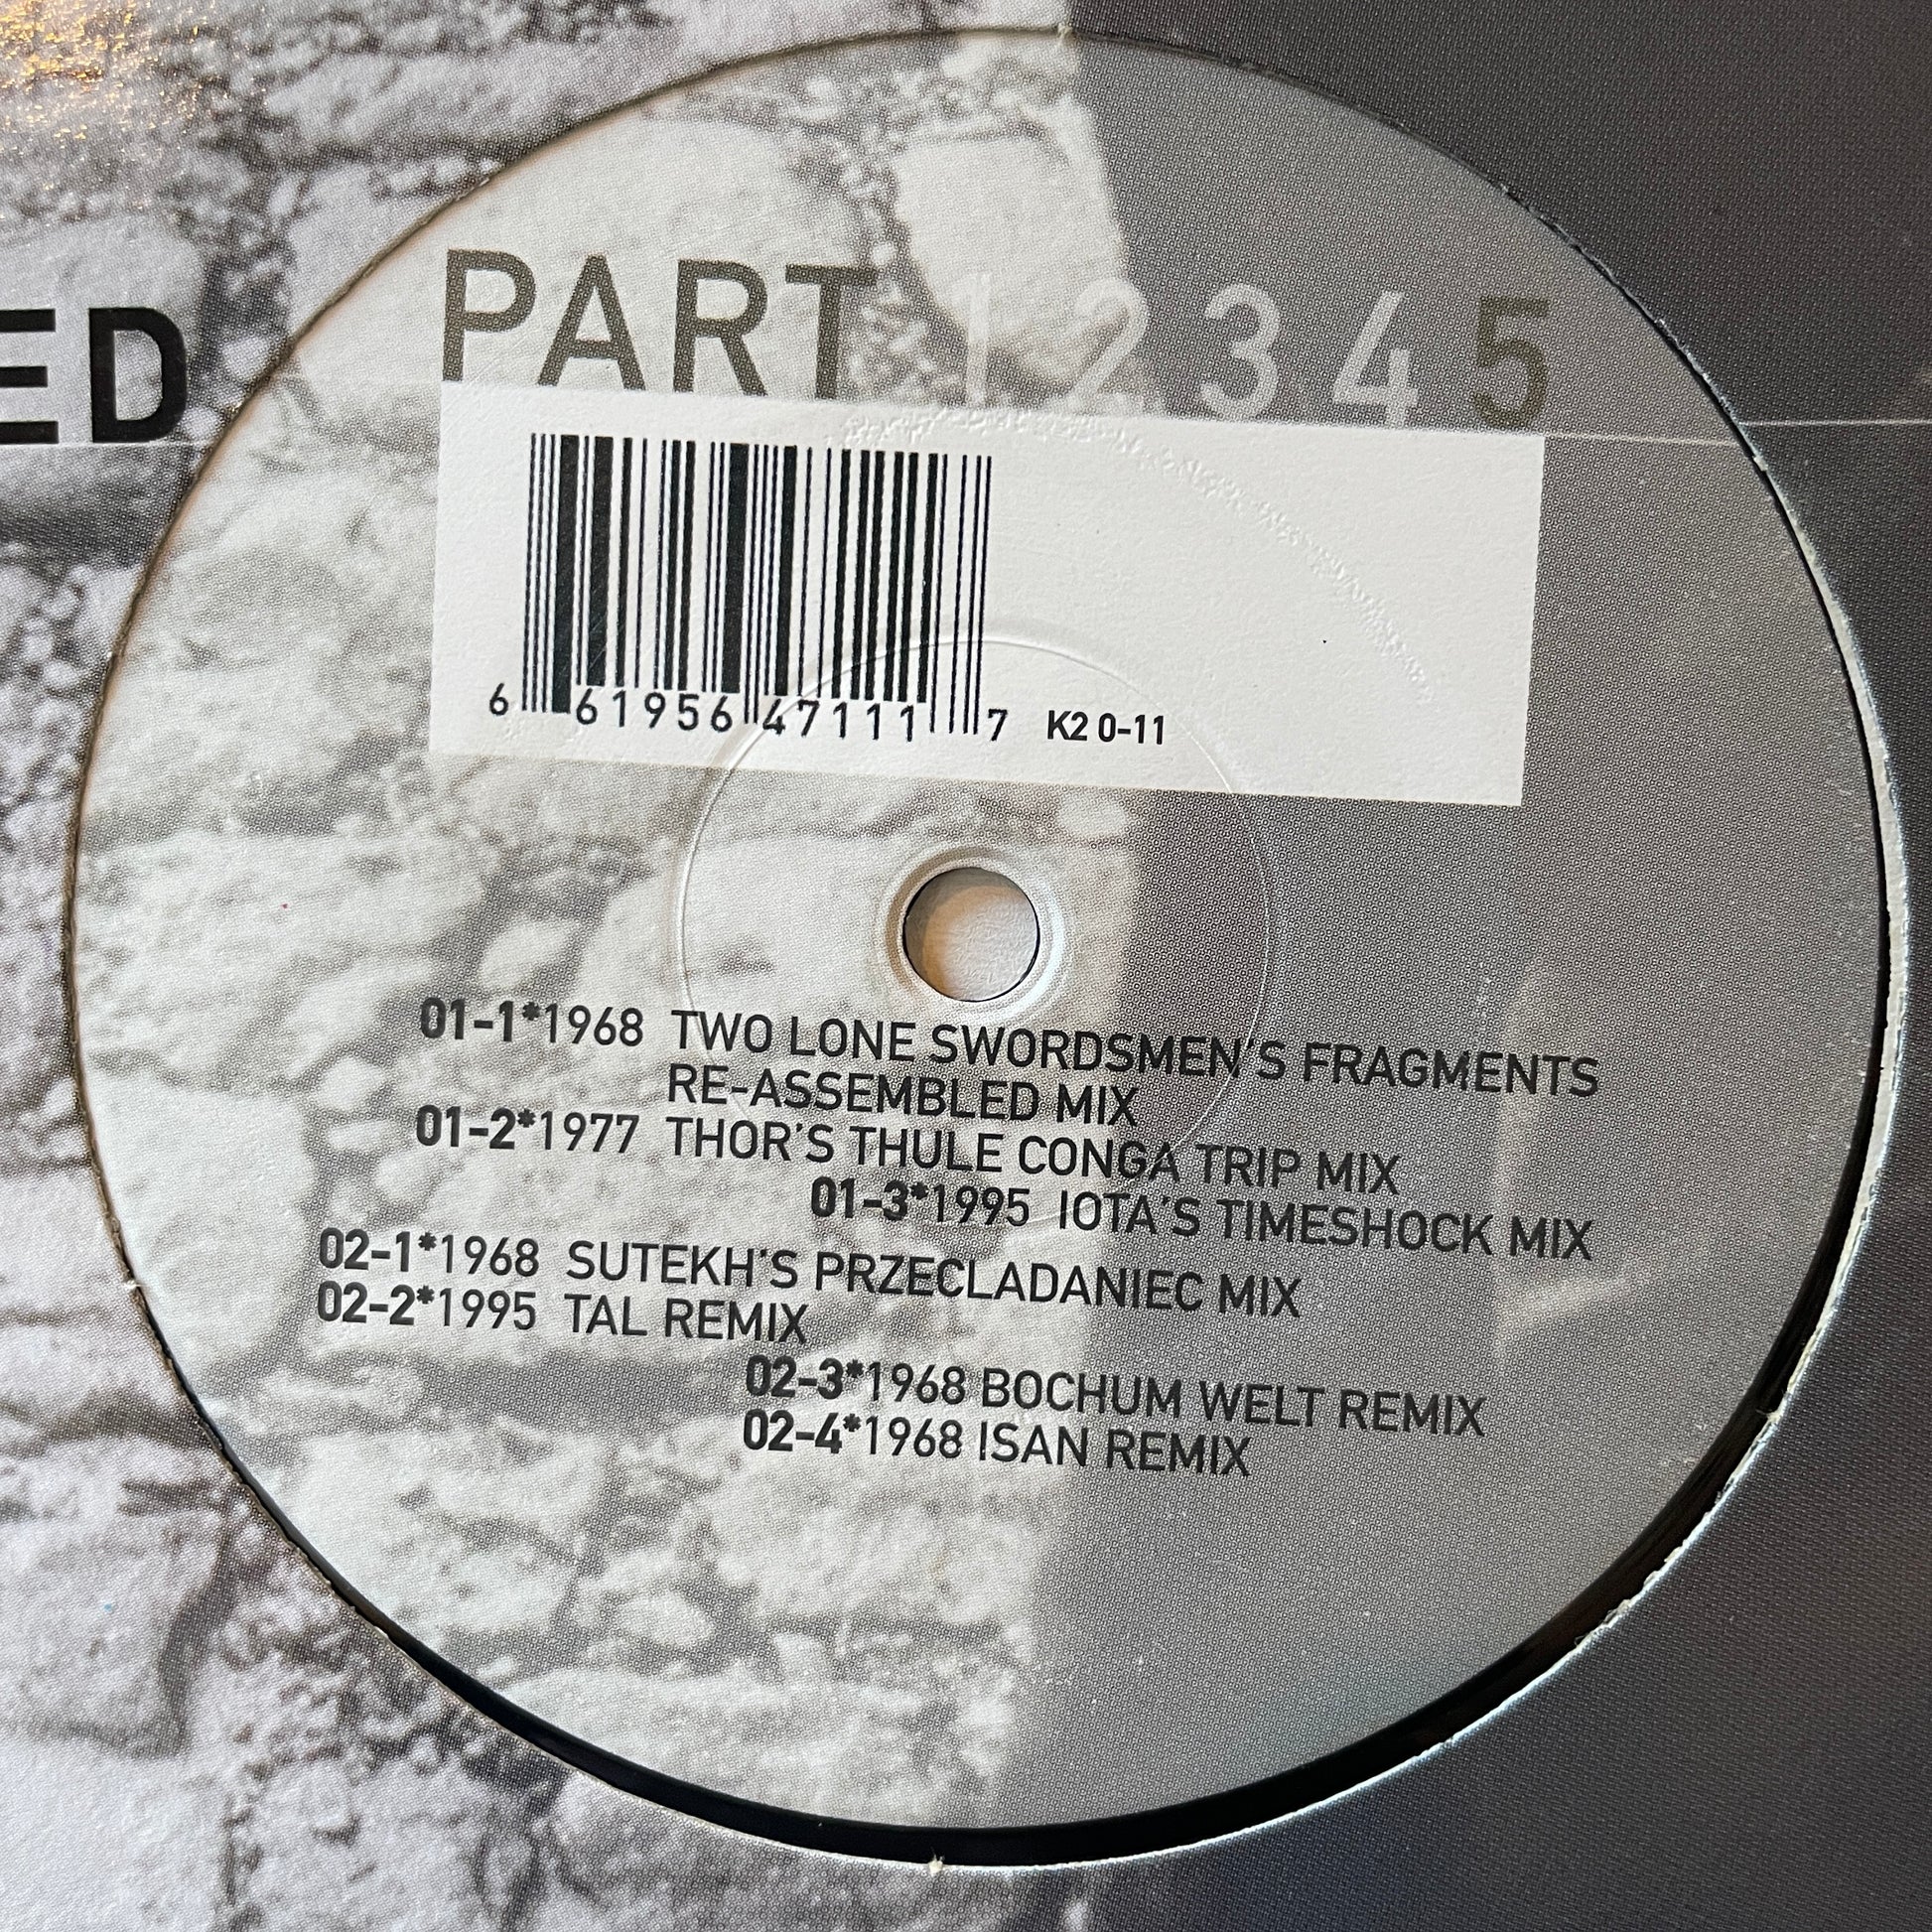 PART 1 2 3 4 5
ED
6 61956 47111 7 K2 0-11
01-1*1968 TWO LONE SWORDSMEN'S FRAGMENTS
RE-ASSEMBLED MIX
01-2*1977 THOR'S THULE CONGA TRIP MIX
01-3*1995 IOTA'S TIMESHOCK MIX
02-1*1968 SUTEKH'S PRZECLADANIEC MIX
02-2*1995 TAL REMIX
02-3*1968 BOCHUM WELT REMIX
02-4*1968 ISAN REMIX